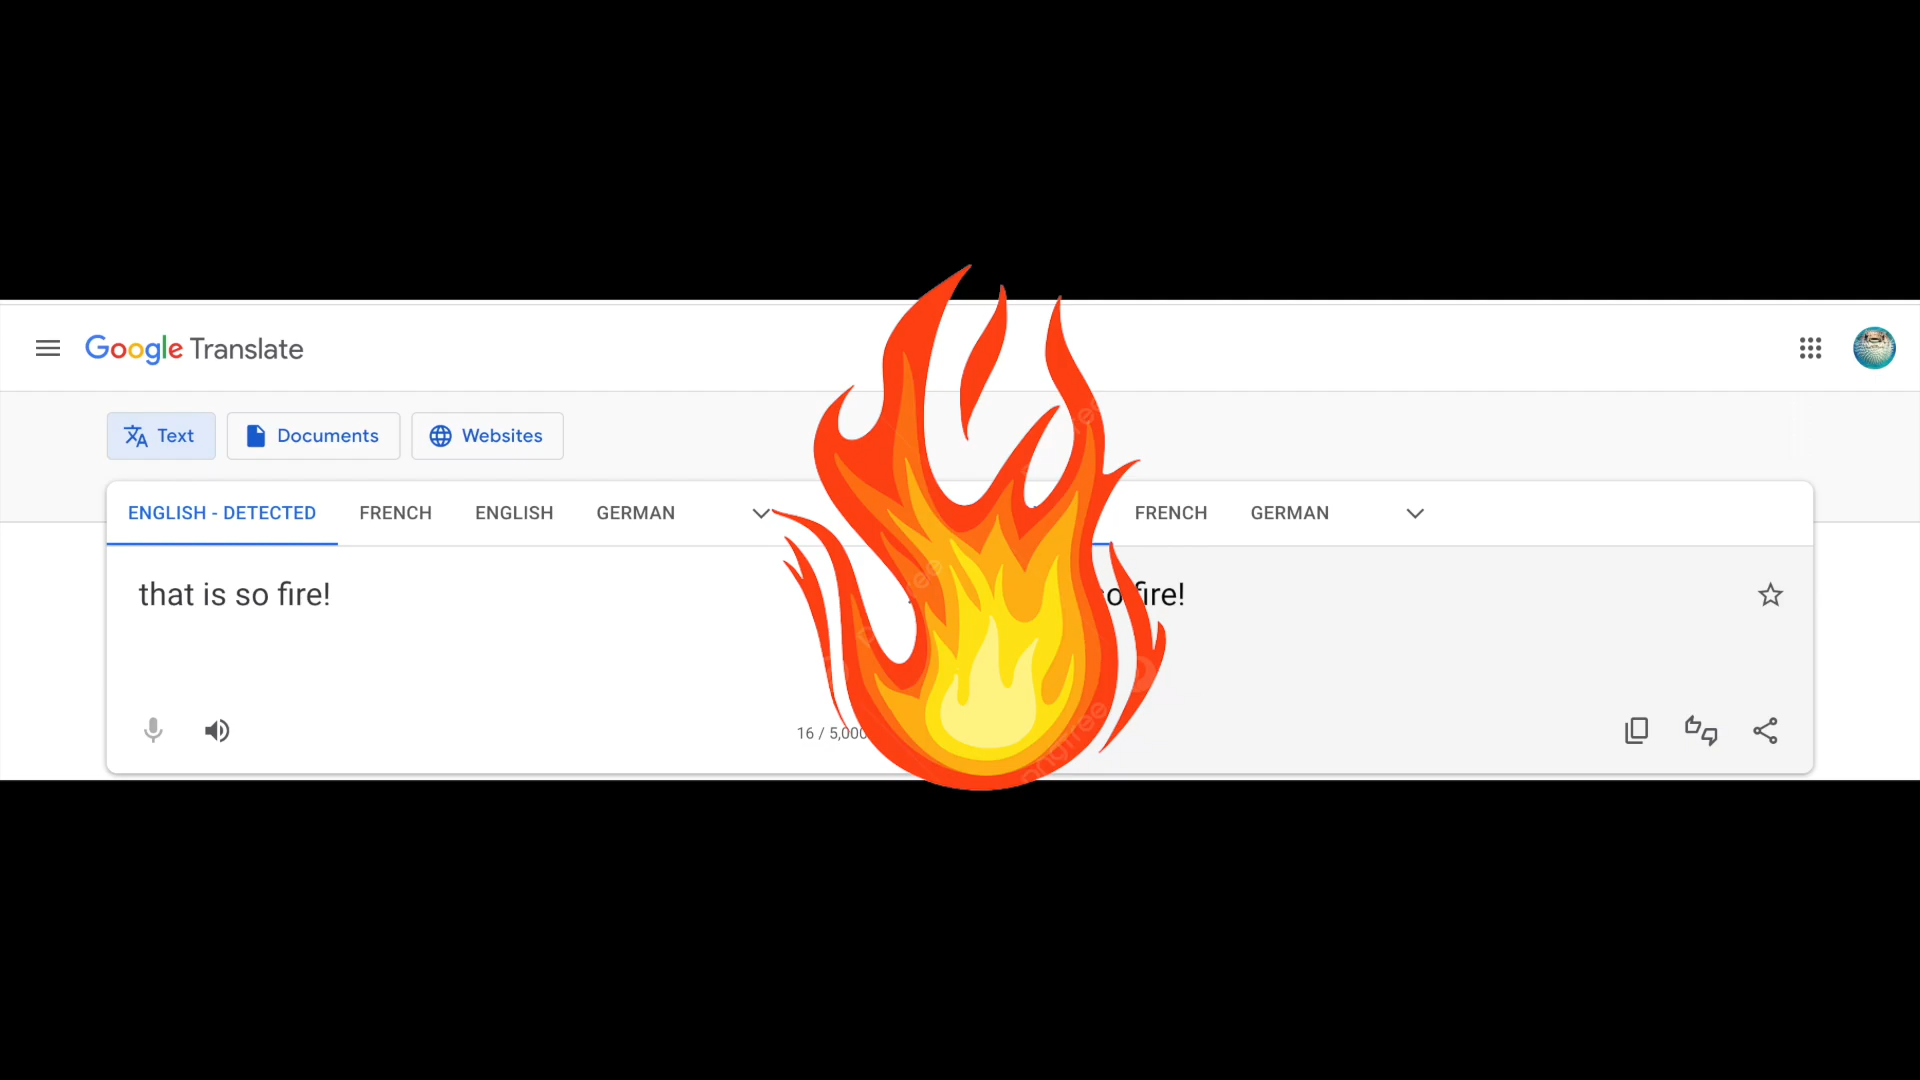 Google Translate
Text Documents Websites
ENGLISH - DETECTED FRENCH ENGLISH GERMAN FRENCH GERMAN
that is so fire! fire!
16 / 5,000
pngtree